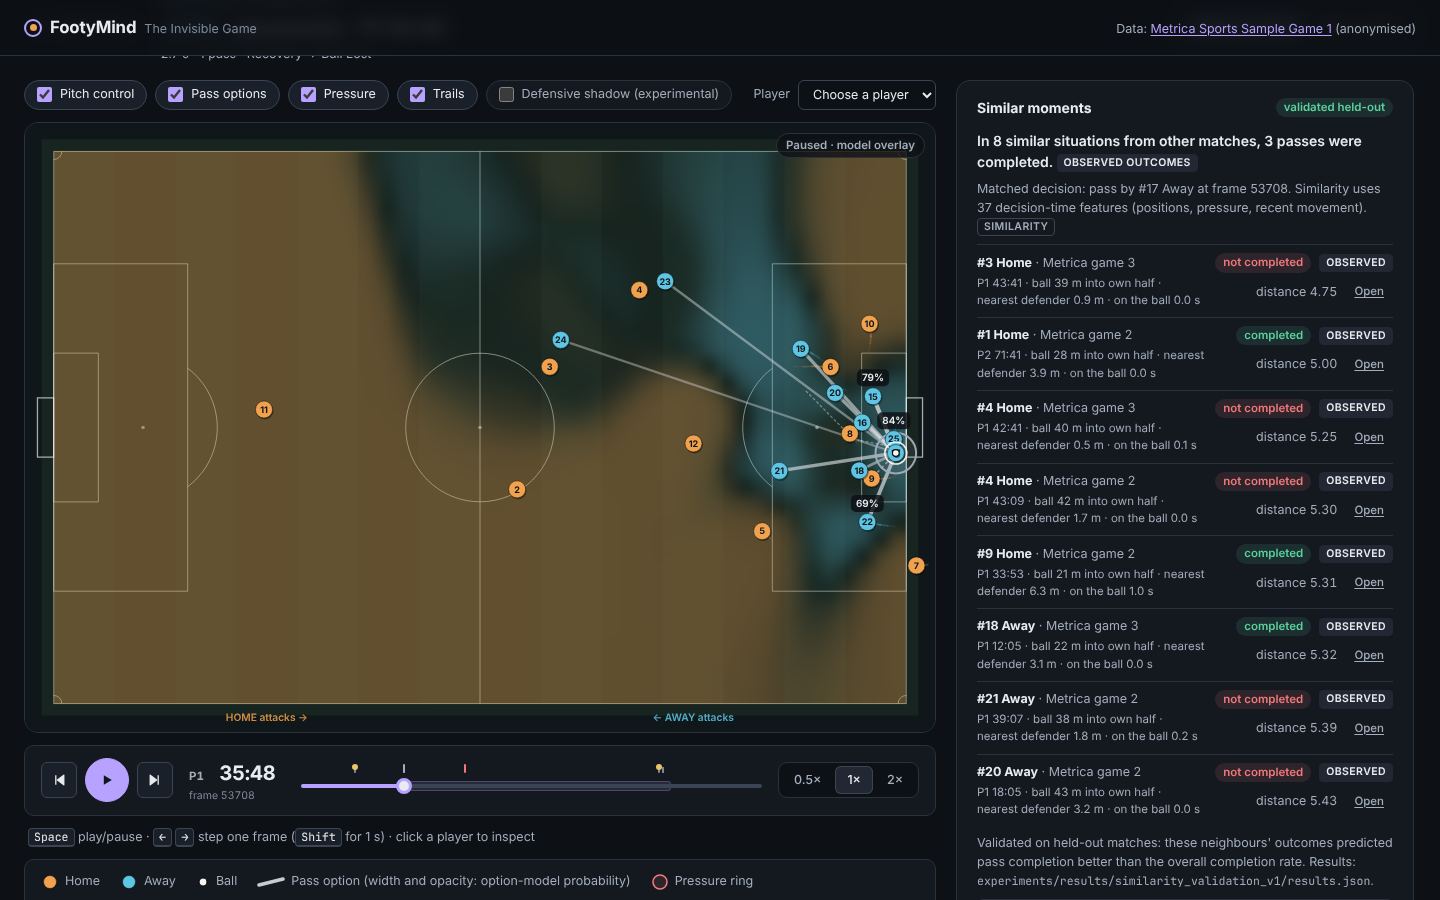 FootyMind The Invisible Game
Data: Metrica Sports Sample Game 1 (anonymised)
Pitch control
Pass options
Pressure
Trails
Defensive shadow (experimental)
Player
Choose a player
Paused · model overlay
23
4
10
24
19
3
6
79%
20
15
11
16
84%
8
25
12
21
18
9
2
69%
22
5
7
HOME attacks →
← AWAY attacks
P1 35:48
frame 53708
0.5×
1×
2×
Space play/pause · ← → step one frame (Shift for 1 s) · click a player to inspect
Home
Away
Ball
Pass option (width and opacity: option-model probability)
Pressure ring
Similar moments
validated held-out
In 8 similar situations from other matches, 3 passes were
completed. OBSERVED OUTCOMES
Matched decision: pass by #17 Away at frame 53708. Similarity uses
37 decision-time features (positions, pressure, recent movement).
SIMILARITY
#3 Home · Metrica game 3
not completed OBSERVED
P1 43:41 · ball 39 m into own half ·
nearest defender 0.9 m · on the ball 0.0 s
distance 4.75 Open
#1 Home · Metrica game 2
completed OBSERVED
P2 71:41 · ball 28 m into own half · nearest
defender 3.9 m · on the ball 0.0 s
distance 5.00 Open
#4 Home · Metrica game 3
not completed OBSERVED
P1 42:41 · ball 40 m into own half ·
nearest defender 0.5 m · on the ball 0.1 s
distance 5.25 Open
#4 Home · Metrica game 2
not completed OBSERVED
P1 43:09 · ball 42 m into own half ·
nearest defender 1.7 m · on the ball 0.0 s
distance 5.30 Open
#9 Home · Metrica game 2
completed OBSERVED
P1 33:53 · ball 21 m into own half · nearest
defender 6.3 m · on the ball 1.0 s
distance 5.31 Open
#18 Away · Metrica game 3
completed OBSERVED
P1 12:05 · ball 22 m into own half · nearest
defender 3.1 m · on the ball 0.0 s
distance 5.32 Open
#21 Away · Metrica game 2
not completed OBSERVED
P1 39:07 · ball 38 m into own half ·
nearest defender 1.8 m · on the ball 0.2 s
distance 5.39 Open
#20 Away · Metrica game 2
not completed OBSERVED
P1 18:05 · ball 43 m into own half ·
nearest defender 3.2 m · on the ball 0.0 s
distance 5.43 Open
Validated on held-out matches: these neighbours' outcomes predicted
pass completion better than the overall completion rate. Results:
experiments/results/similarity_validation_v1/results.json.